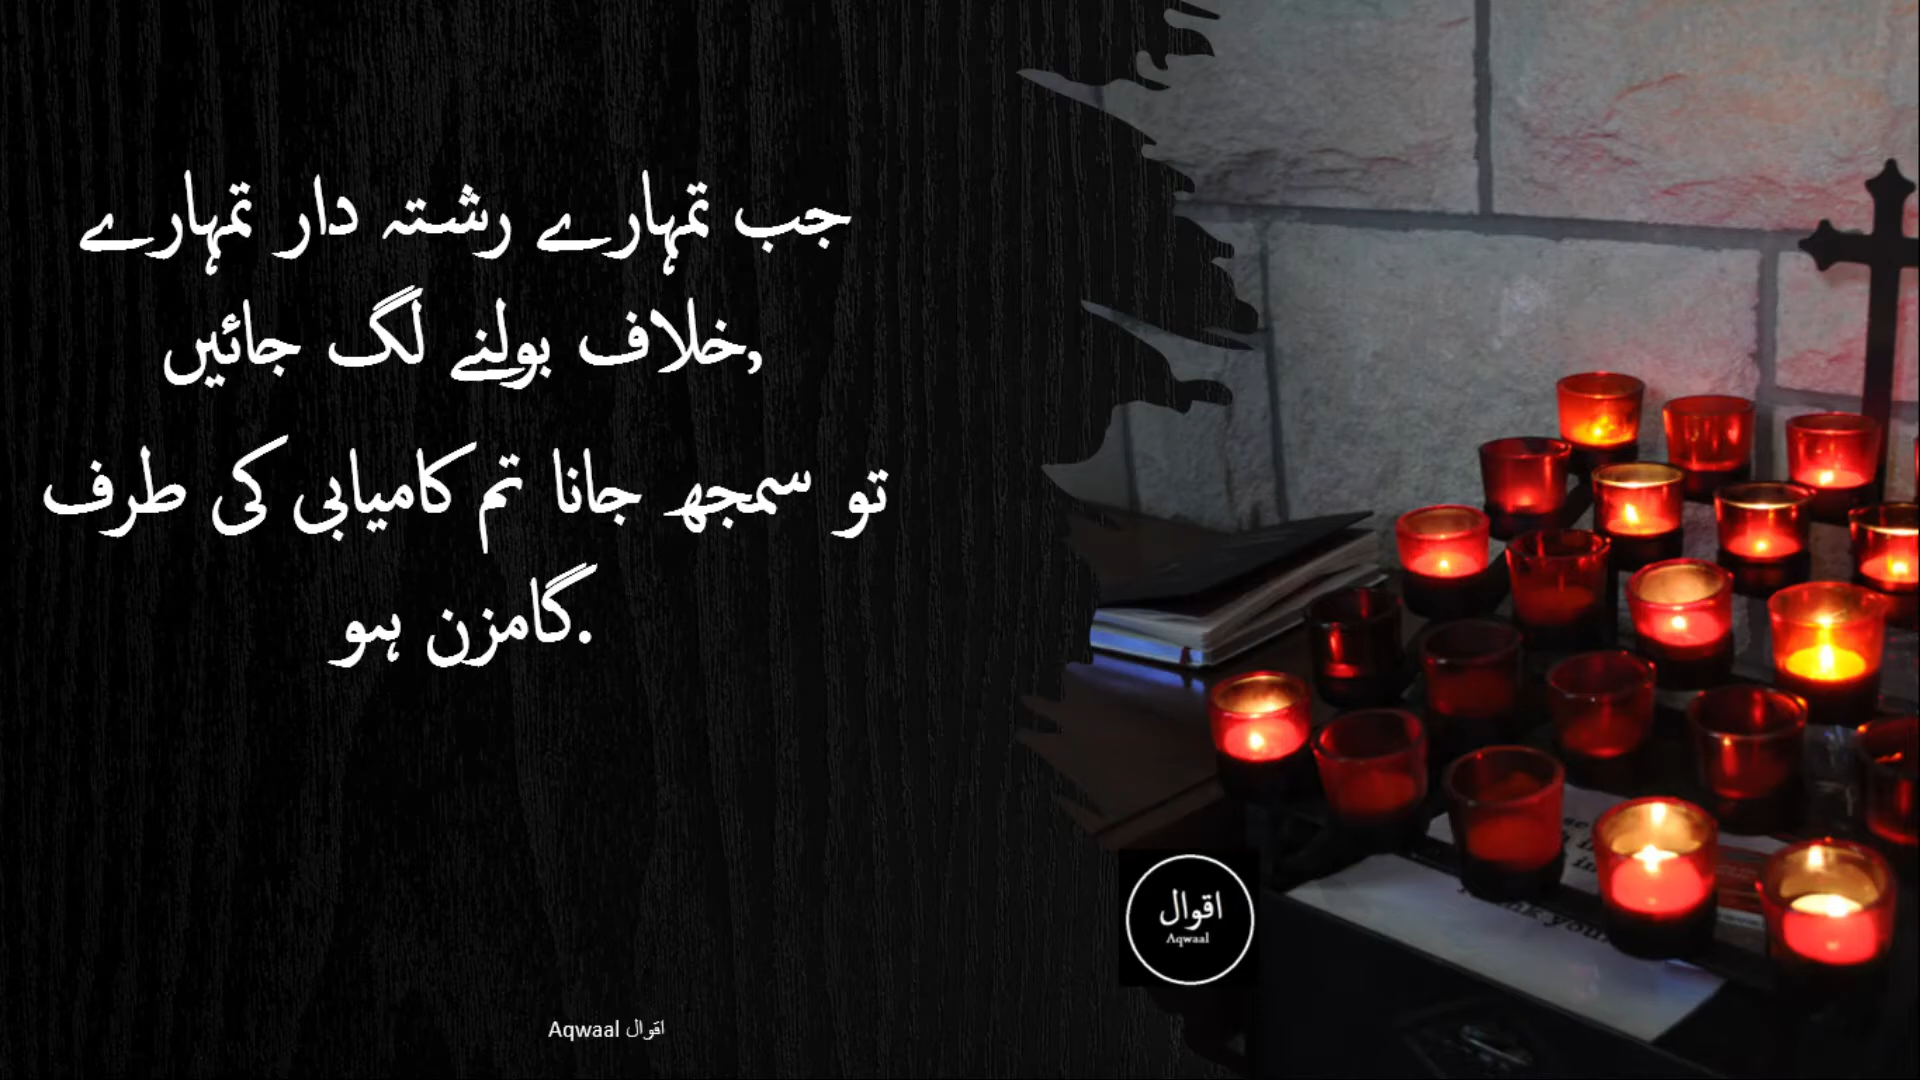 جب تمہارے رشتہ دار تمہارے
خلاف بولنے لگ جائیں,
تو سمجھ جانا تم کامیابی کی طرف
گامزن ہو.
اقوال
Aqwaal
Aqwaal اقوال